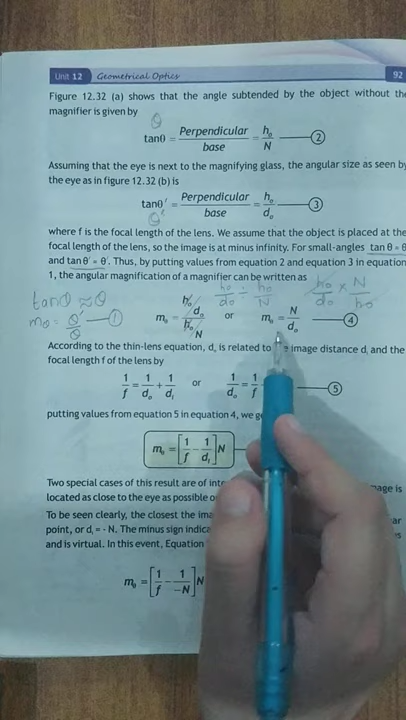 Unit 12 Geometrical Optics 92
Figure 12.32 (a) shows that the angle subtended by the object without the
magnifier is given by
θ
tanθ = Perpendicular / base = h₀ / N ——— 2
Assuming that the eye is next to the magnifying glass, the angular size as seen by
the eye as in figure 12.32 (b) is
tanθ' = Perpendicular / base = h₀ / d₀ ——— 3
θ'
where f is the focal length of the lens. We assume that the object is placed at the
focal length of the lens, so the image is at minus infinity. For small-angles tan θ ≈ θ
and tan θ' ≈ θ'. Thus, by putting values from equation 2 and equation 3 in equation
1, the angular magnification of a magnifier can be written as
h₀/d₀ ÷ h₀/N h₀/d₀ × N/h₀
tanθ ≈ θ
mθ = θ'/θ — 1
mθ = (h₀/d₀) / (h₀/N) or mθ = N/d₀ ——— 4
According to the thin-lens equation, d₀ is related to image distance dᵢ and the
focal length f of the lens by
1/f = 1/d₀ + 1/dᵢ or 1/d₀ = 1/f ——— 5
putting values from equation 5 in equation 4, we ge
mθ = [1/f - 1/dᵢ] N
Two special cases of this result are of inte image is
located as close to the eye as possible o
To be seen clearly, the closest the ima ar
point, or dᵢ = - N. The minus sign indica
and is virtual. In this event, Equation
mθ = [1/f - 1/-N] N